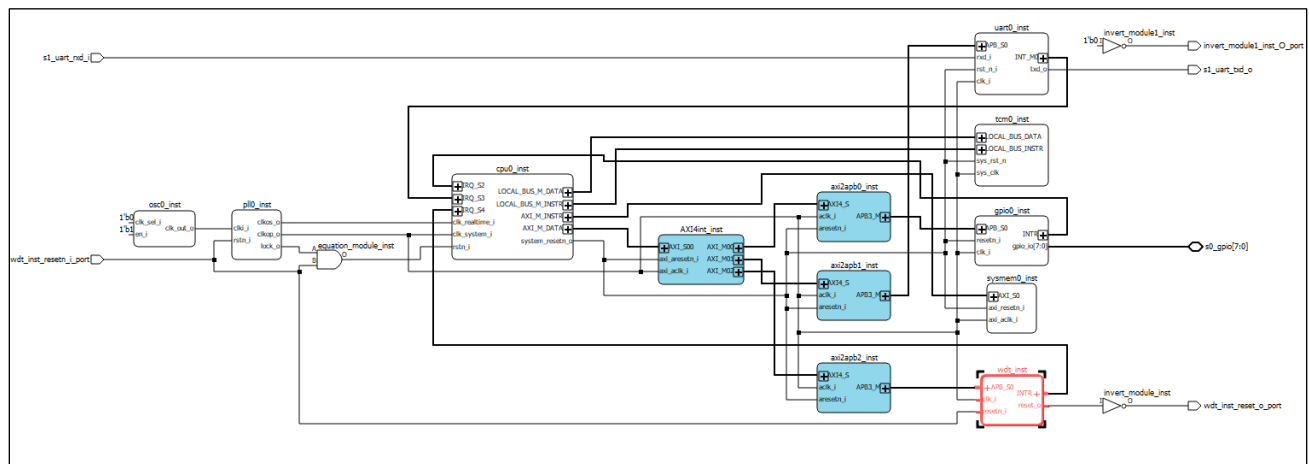 uart0_inst
APB_S0
rxd_i
rst_n_i
clk_i
INT_M0
txd_o
1'b0
invert_module1_inst
I
O
invert_module1_inst_O_port
s1_uart_rxd_i
s1_uart_txd_o
tcm0_inst
LOCAL_BUS_DATA
LOCAL_BUS_INSTR
sys_rst_n
sys_clk
cpu0_inst
IRQ_S2
IRQ_S3
IRQ_S4
clk_realtime_i
clk_system_i
rstn_i
LOCAL_BUS_M_DATA
LOCAL_BUS_M_INSTR
AXI_M_INSTR
AXI_M_DATA
system_resetn_o
axi2apb0_inst
AXI4_S
aclk_i
aresetn_i
APB3_M
osc0_inst
1'b0
1'b1
clk_sel_i
en_i
clk_out_o
pll0_inst
clki_i
rstn_i
clkos_o
clkop_o
lock_o
equation_module_inst
A
B
O
wdt_inst_resetn_i_port
AXI4int_inst
AXI_S00
axi_aresetn_i
axi_aclk_i
AXI_M00
AXI_M01
AXI_M02
gpio0_inst
APB_S0
resetn_i
clk_i
INTR
gpio_io[7:0]
s0_gpio[7:0]
axi2apb1_inst
AXI4_S
aclk_i
aresetn_i
APB3_M
sysmem0_inst
AXI_S0
axi_resetn_i
axi_aclk_i
axi2apb2_inst
AXI4_S
aclk_i
aresetn_i
APB3_M
wdt_inst
APB_S0
clk_i
resetn_i
INTR
reset_o
invert_module_inst
I
O
wdt_inst_reset_o_port